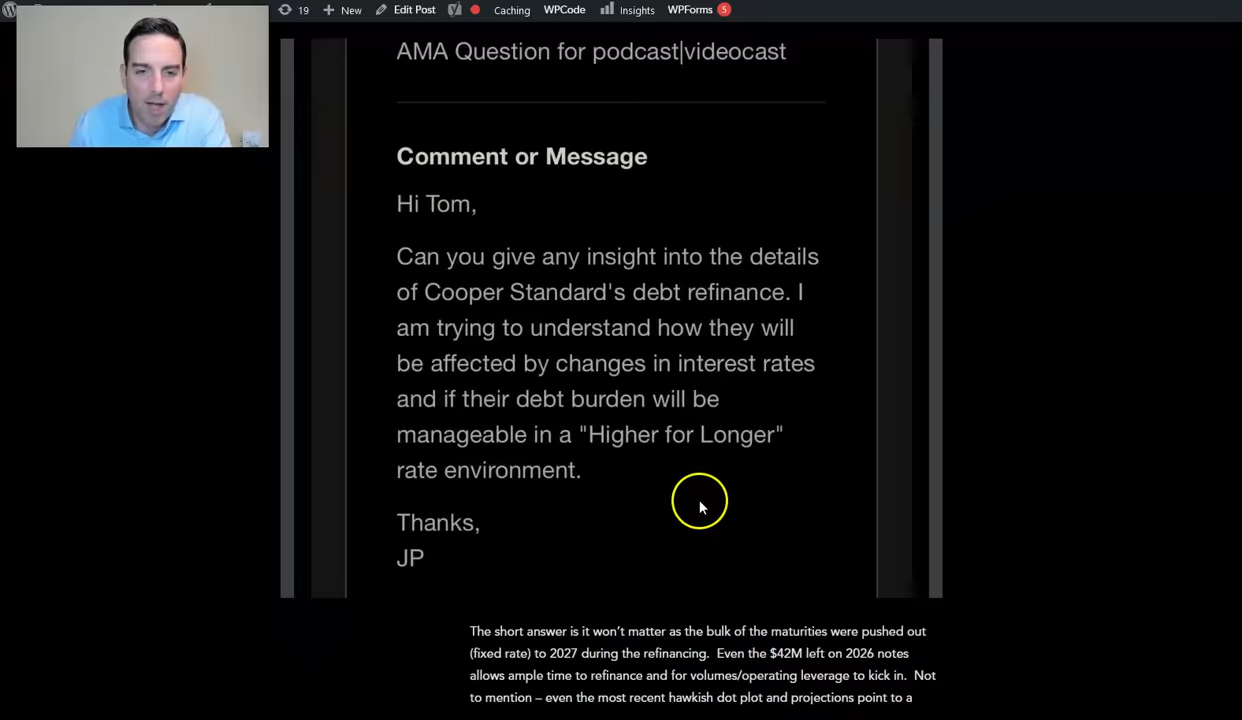 19 New Edit Post Caching WPCode Insights WPForms 5
AMA Question for podcast|videocast
Comment or Message
Hi Tom,
Can you give any insight into the details
of Cooper Standard's debt refinance. I
am trying to understand how they will
be affected by changes in interest rates
and if their debt burden will be
manageable in a "Higher for Longer"
rate environment.
Thanks,
JP
The short answer is it won’t matter as the bulk of the maturities were pushed out
(fixed rate) to 2027 during the refinancing. Even the $42M left on 2026 notes
allows ample time to refinance and for volumes/operating leverage to kick in. Not
to mention – even the most recent hawkish dot plot and projections point to a